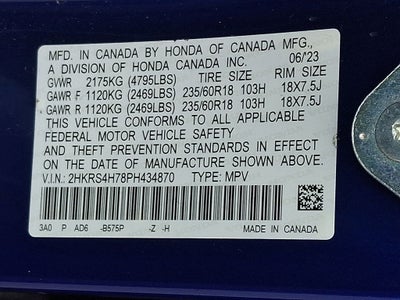 MFD. IN CANADA BY HONDA OF CANADA MFG.,
A DIVISION OF HONDA CANADA INC. 06/'23
GVWR 2175KG (4795LBS) TIRE SIZE RIM SIZE
GAWR F 1120KG (2469LBS) 235/60R18 103H 18X7.5J
GAWR R 1120KG (2469LBS) 235/60R18 103H 18X7.5J
THIS VEHICLE CONFORMS TO ALL APPLICABLE
FEDERAL MOTOR VEHICLE SAFETY
AND THEFT PREVENTION STANDARDS IN EFFECT
ON THE DATE OF MANUFACTURE SHOWN ABOVE.
V.I.N.: 2HKRS4H78PH434870 TYPE: MPV
3A0 P AD6 -B575P -Z -H MADE IN CANADA